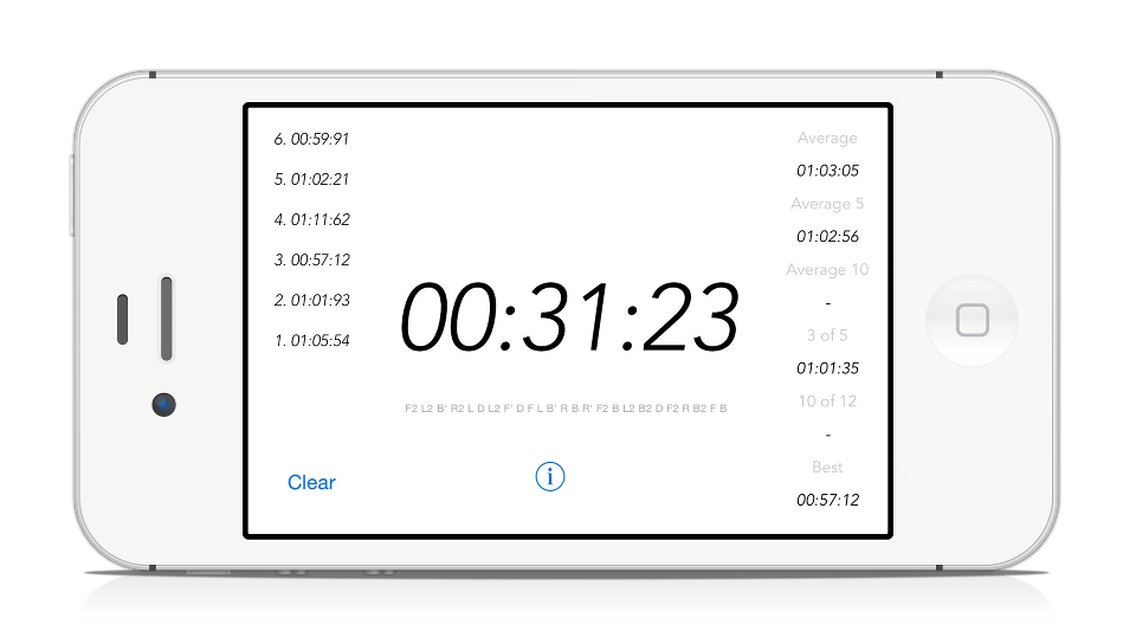 6. 00:59:91
5. 01:02:21
4. 01:11:62
3. 00:57:12
2. 01:01:93
1. 01:05:54
00:31:23
F2 L2 B' R2 L D L2 F' D F L B' R B R' F2 B L2 B2 D F2 R B2 F B
Clear
i
Average
01:03:05
Average 5
01:02:56
Average 10
-
3 of 5
01:01:35
10 of 12
-
Best
00:57:12